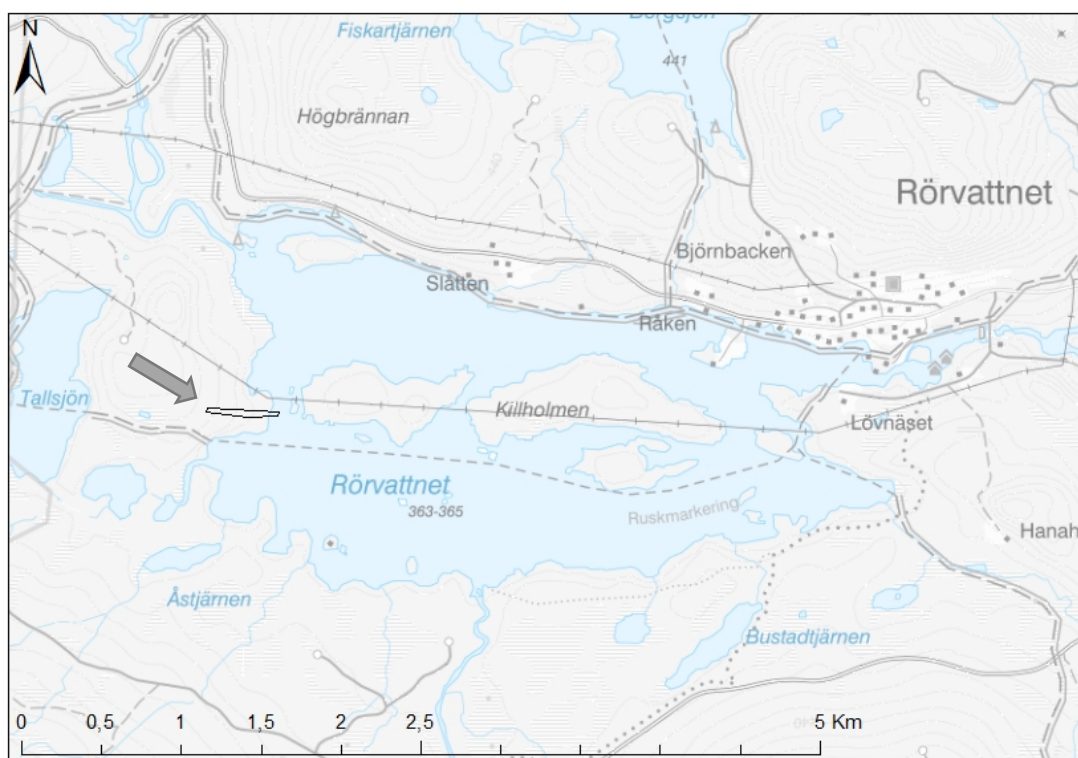 N
Fiskartjärnen
441
Högbrännan
Rörvattnet
Björnbacken
Slåtten
Råken
Tallsjön
Killholmen
Lövnäset
Rörvattnet
363-365
Ruskmarkering
Hanah
Åstjärnen
Bustadtjärnen
0 0,5 1 1,5 2 2,5 5 Km